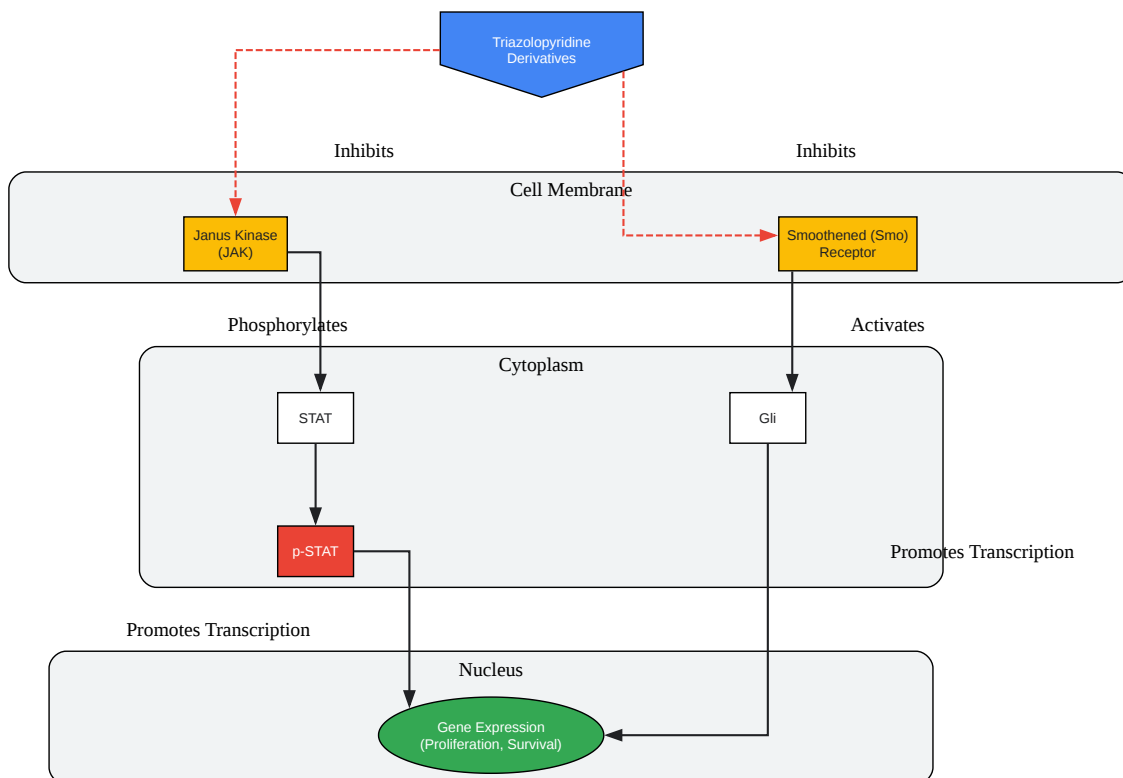 Triazolopyridine
Derivatives
Inhibits
Inhibits
Cell Membrane
Janus Kinase
(JAK)
Smoothened (Smo)
Receptor
Phosphorylates
Activates
Cytoplasm
STAT
Gli
p-STAT
Promotes Transcription
Promotes Transcription
Nucleus
Gene Expression
(Proliferation, Survival)